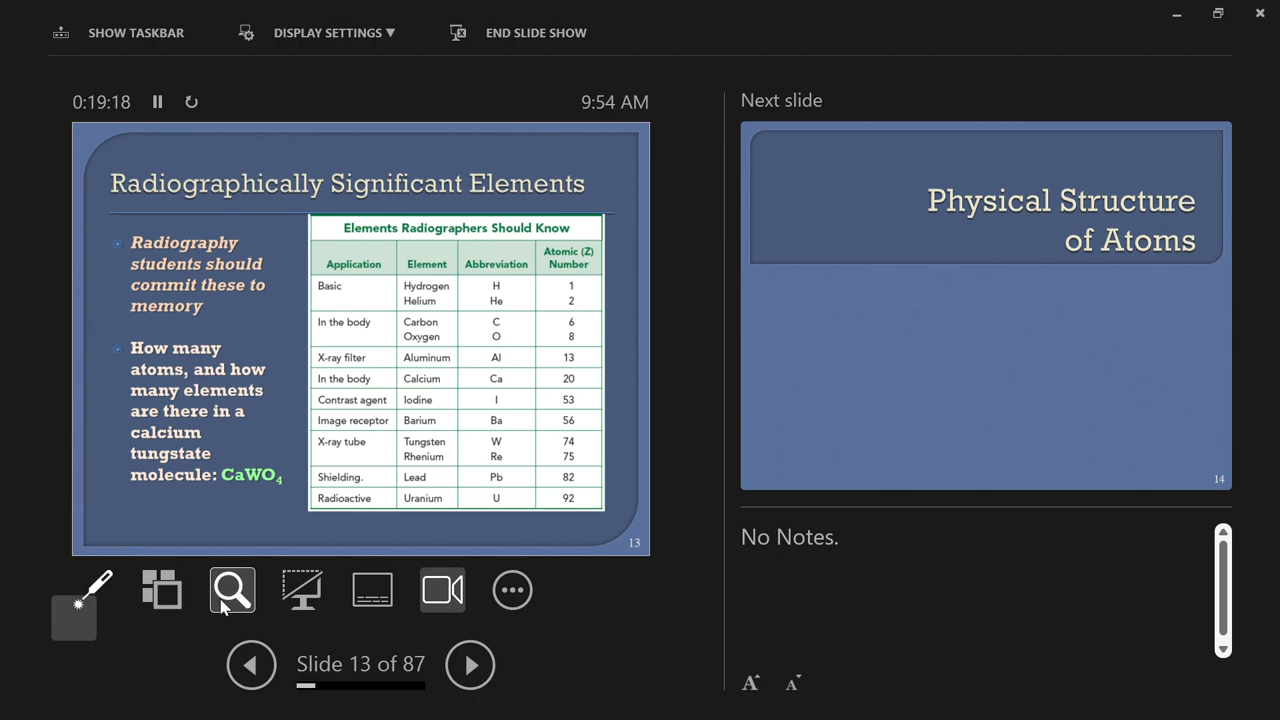 SHOW TASKBAR
DISPLAY SETTINGS ▼
END SLIDE SHOW
0:19:18
9:54 AM
Radiographically Significant Elements
Radiography
students should
commit these to
memory
How many
atoms, and how
many elements
are there in a
calcium
tungstate
molecule: CaWO₄
Elements Radiographers Should Know
Application Element Abbreviation Atomic (Z) Number
Basic Hydrogen H 1
Helium He 2
In the body Carbon C 6
Oxygen O 8
X-ray filter Aluminum Al 13
In the body Calcium Ca 20
Contrast agent Iodine I 53
Image receptor Barium Ba 56
X-ray tube Tungsten W 74
Rhenium Re 75
Shielding. Lead Pb 82
Radioactive Uranium U 92
13
Slide 13 of 87
Next slide
Physical Structure
of Atoms
14
No Notes.
A A